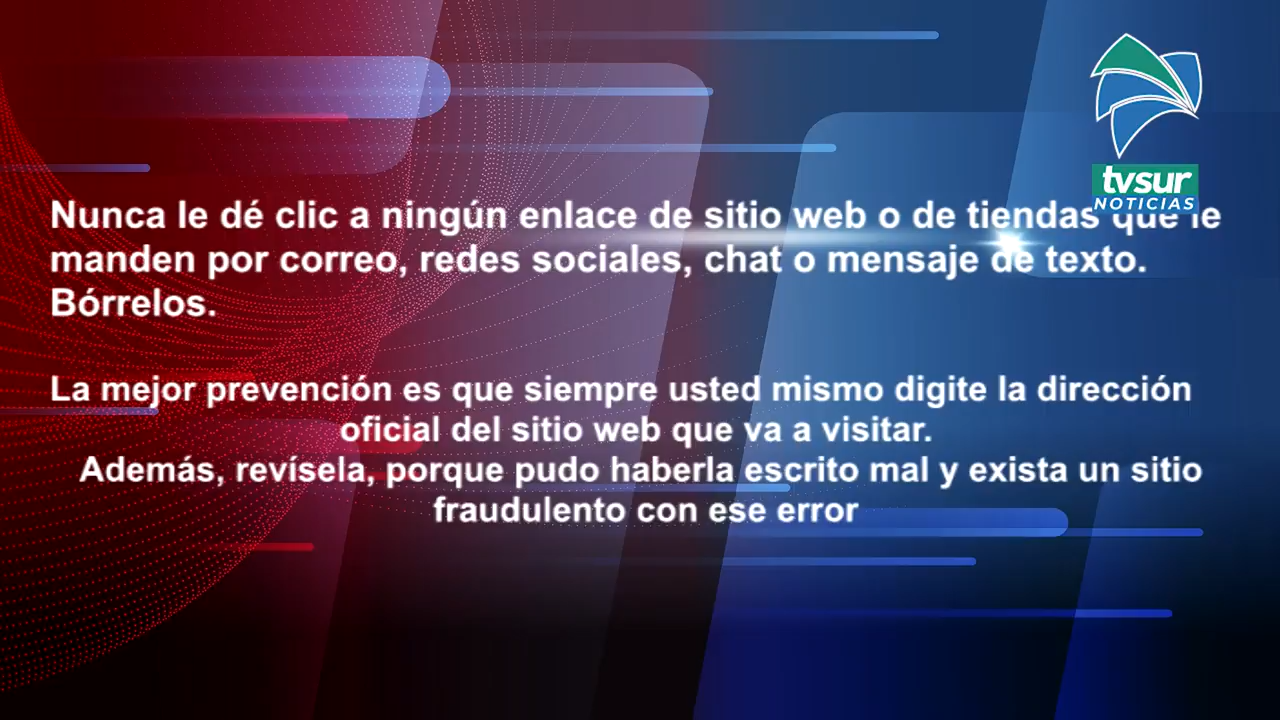 tvsur
NOTICIAS
Nunca le dé clic a ningún enlace de sitio web o de tiendas que le
manden por correo, redes sociales, chat o mensaje de texto.
Bórrelos.
La mejor prevención es que siempre usted mismo digite la dirección
oficial del sitio web que va a visitar.
Además, revísela, porque pudo haberla escrito mal y exista un sitio
fraudulento con ese error